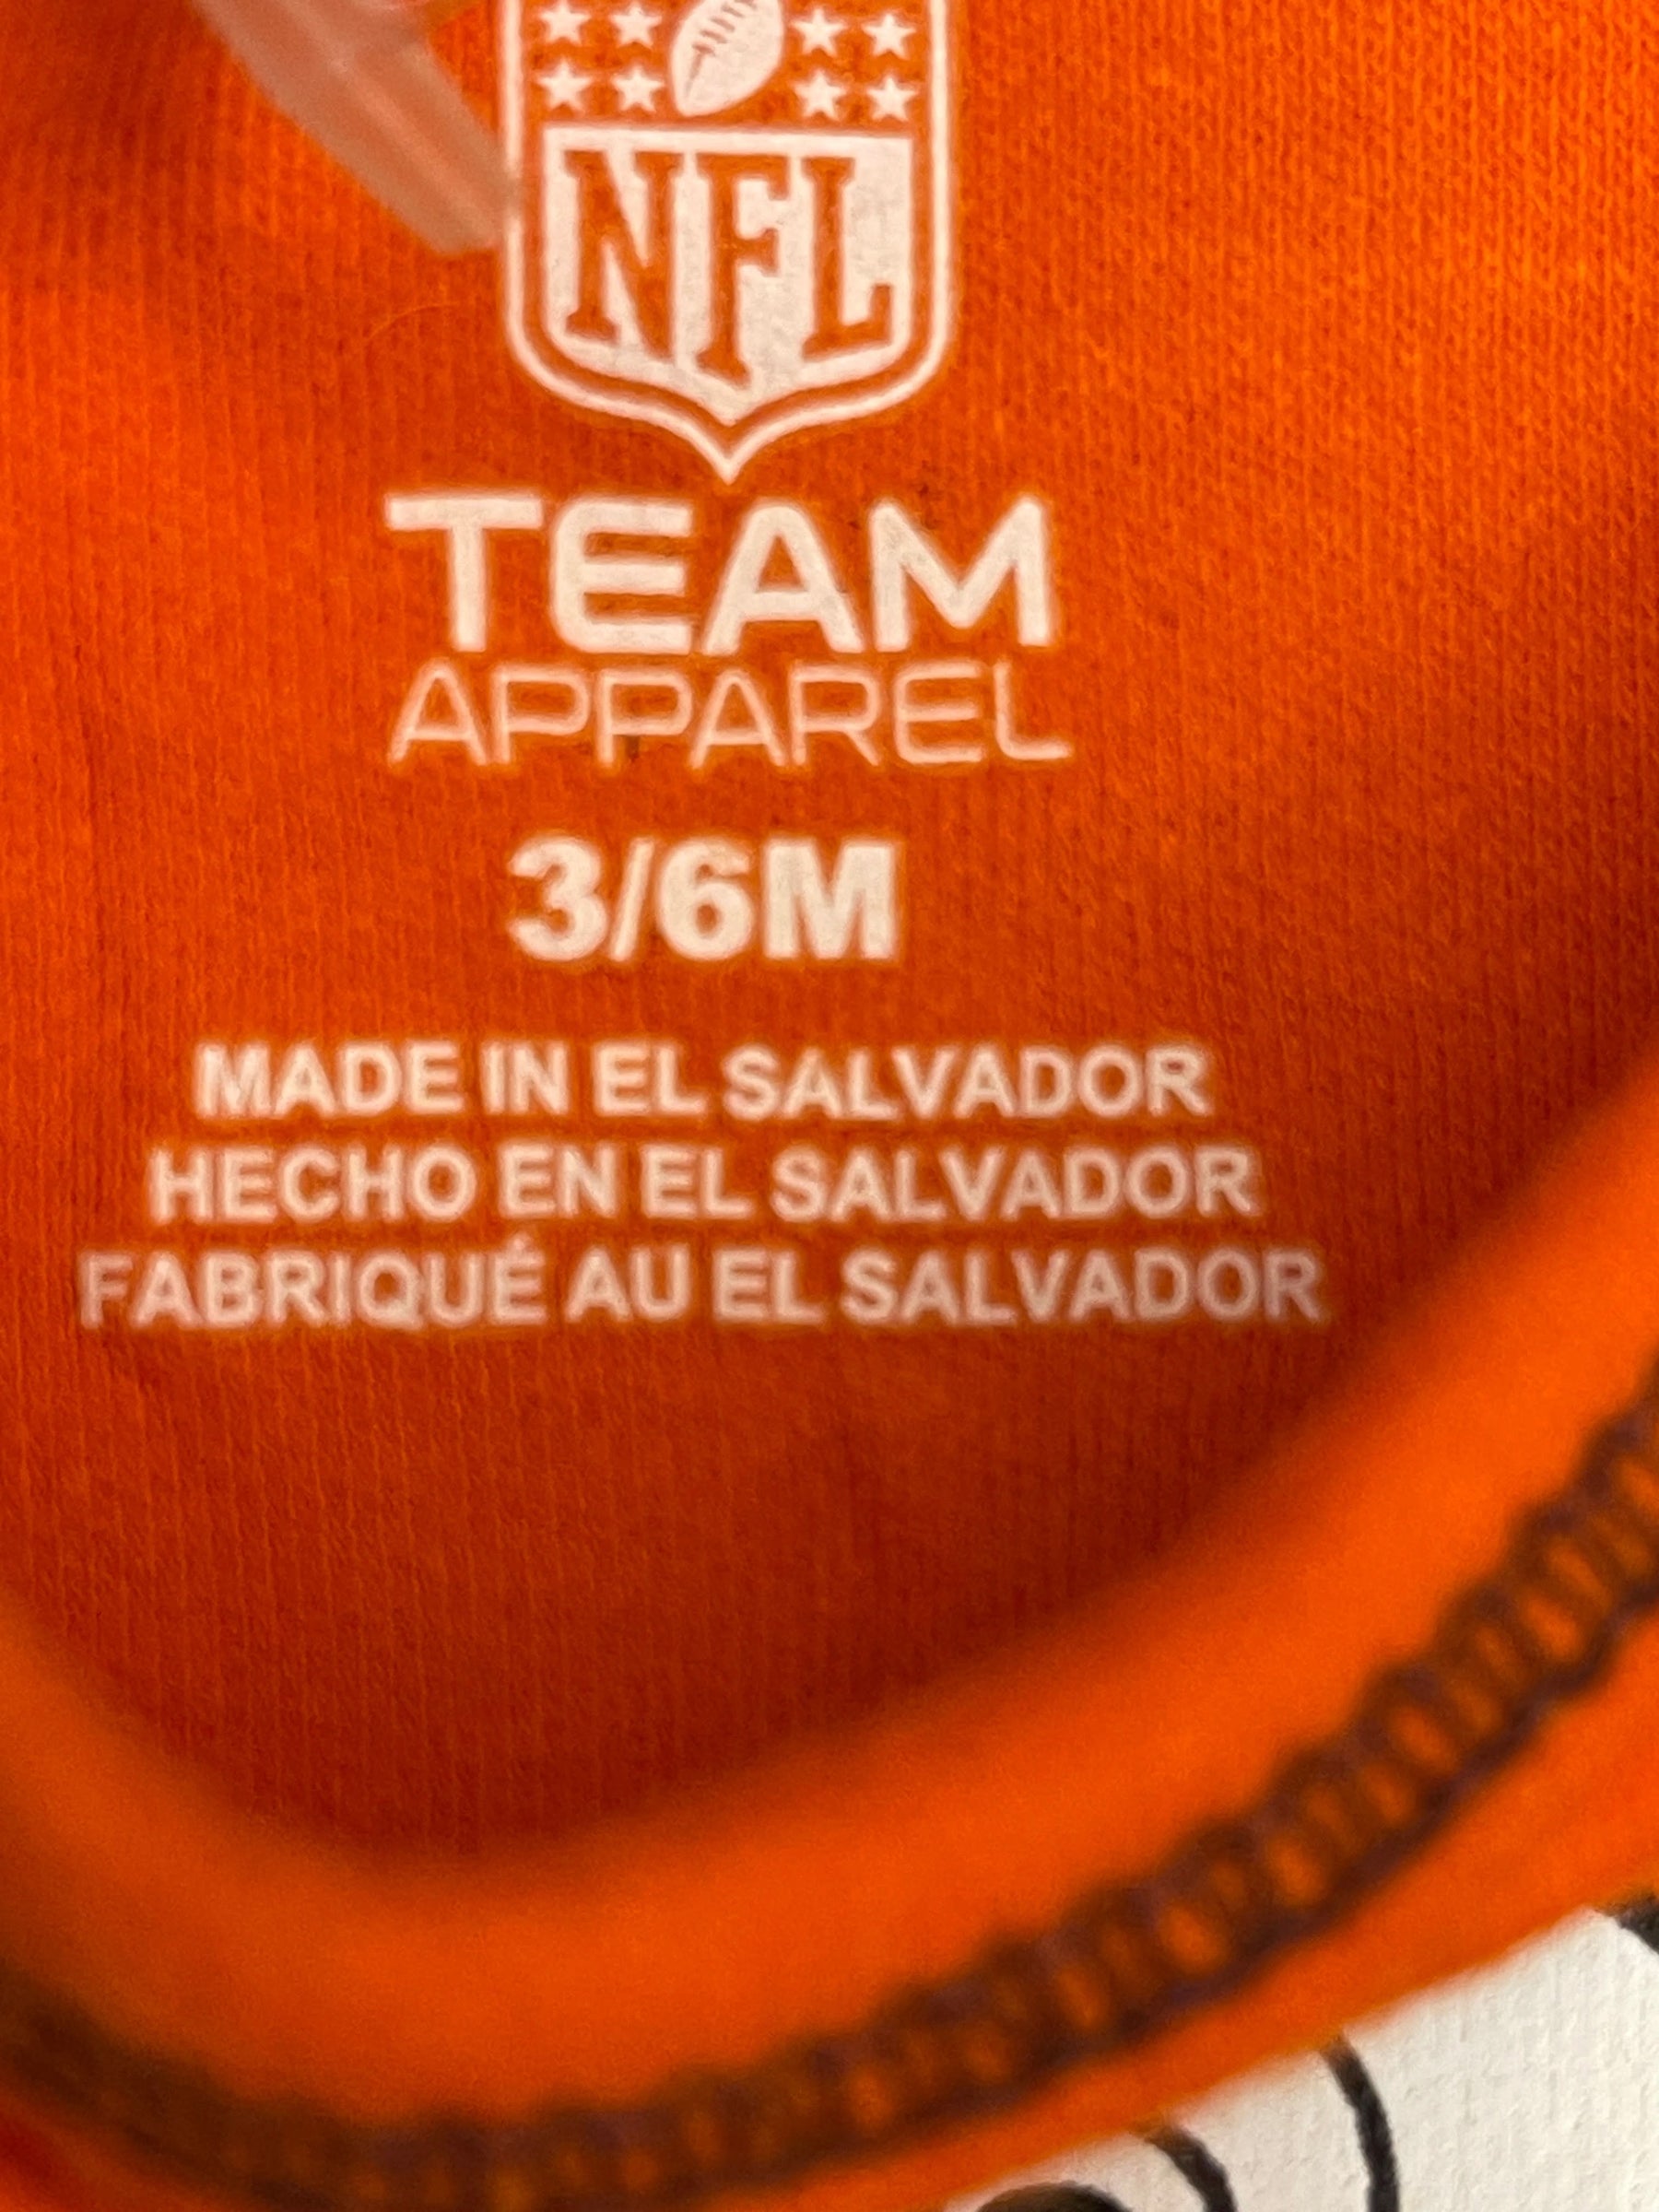 NFL
TEAM
APPAREL
3/6M
MADE IN EL SALVADOR
HECHO EN EL SALVADOR
FABRIQUÉ AU EL SALVADOR